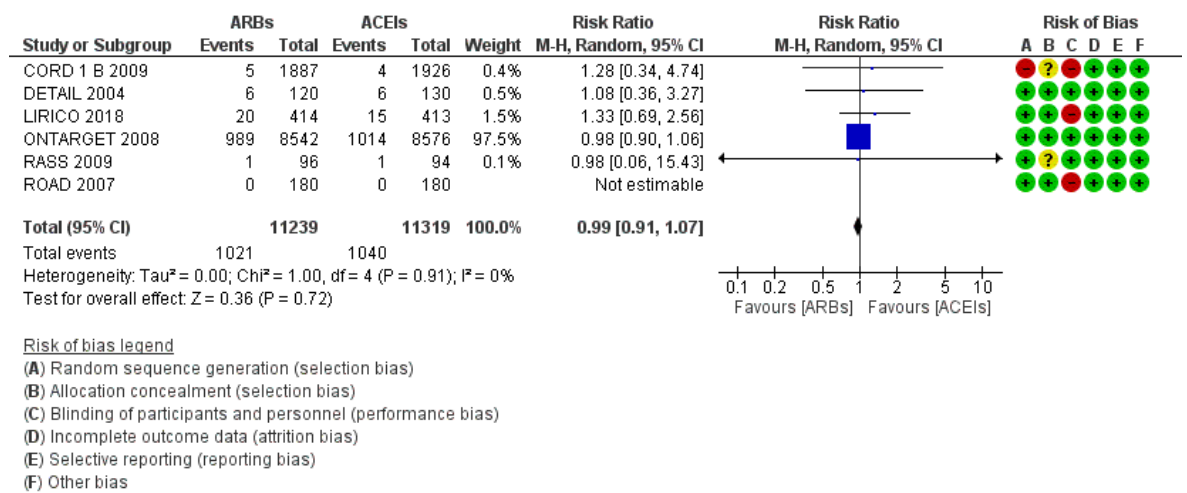 ARBs ACEIs Risk Ratio Risk Ratio Risk of Bias
Study or Subgroup Events Total Events Total Weight M-H, Random, 95% CI M-H, Random, 95% CI A B C D E F
CORD 1 B 2009 5 1887 4 1926 0.4% 1.28 [0.34, 4.74] - ? - + + +
DETAIL 2004 6 120 6 130 0.5% 1.08 [0.36, 3.27] + + + + + +
LIRICO 2018 20 414 15 413 1.5% 1.33 [0.69, 2.56] + + - + + +
ONTARGET 2008 989 8542 1014 8576 97.5% 0.98 [0.90, 1.06] + + + + + +
RASS 2009 1 96 1 94 0.1% 0.98 [0.06, 15.43] + ? + + + +
ROAD 2007 0 180 0 180 Not estimable + + - + + +
Total (95% CI) 11239 11319 100.0% 0.99 [0.91, 1.07]
Total events 1021 1040
Heterogeneity: Tau² = 0.00; Chi² = 1.00, df = 4 (P = 0.91); I² = 0%
Test for overall effect: Z = 0.36 (P = 0.72)
0.1 0.2 0.5 1 2 5 10
Favours [ARBs] Favours [ACEIs]
Risk of bias legend
(A) Random sequence generation (selection bias)
(B) Allocation concealment (selection bias)
(C) Blinding of participants and personnel (performance bias)
(D) Incomplete outcome data (attrition bias)
(E) Selective reporting (reporting bias)
(F) Other bias